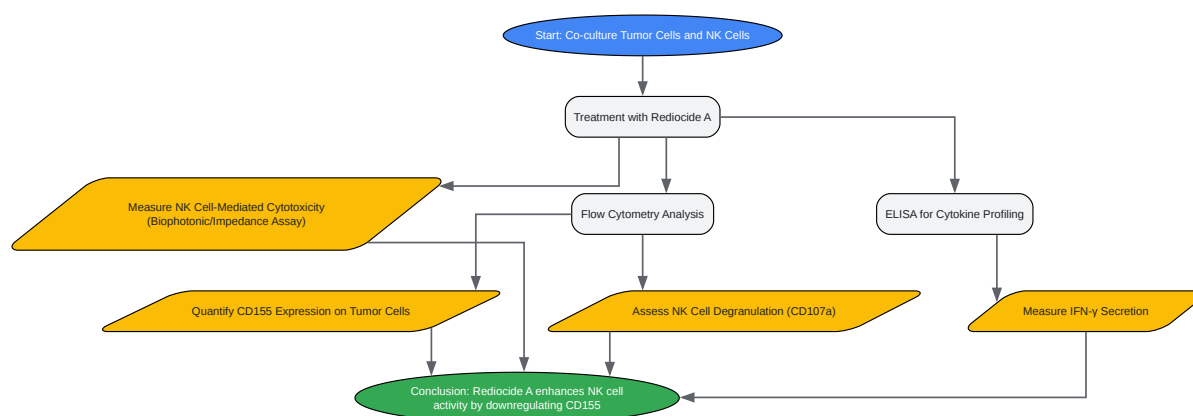 Start: Co-culture Tumor Cells and NK Cells
Treatment with Rediocide A
Measure NK Cell-Mediated Cytotoxicity
(Biophotonic/Impedance Assay)
Flow Cytometry Analysis
ELISA for Cytokine Profiling
Quantify CD155 Expression on Tumor Cells
Assess NK Cell Degranulation (CD107a)
Measure IFN-γ Secretion
Conclusion: Rediocide A enhances NK cell
activity by downregulating CD155